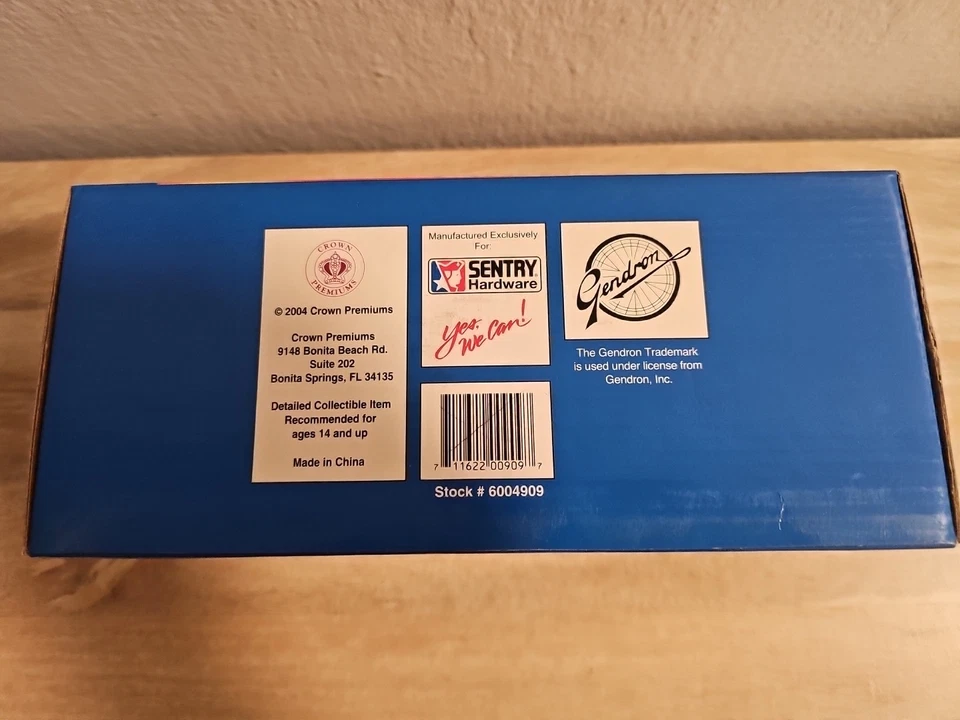 CROWN
PREMIUMS
© 2004 Crown Premiums
Crown Premiums
9148 Bonita Beach Rd.
Suite 202
Bonita Springs, FL 34135
Detailed Collectible Item
Recommended for
ages 14 and up
Made in China
Manufactured Exclusively
For:
SENTRY
Hardware
Yes,
We Can!
7 11622 00909 7
Stock # 6004909
Gendron
The Gendron Trademark
is used under license from
Gendron, Inc.